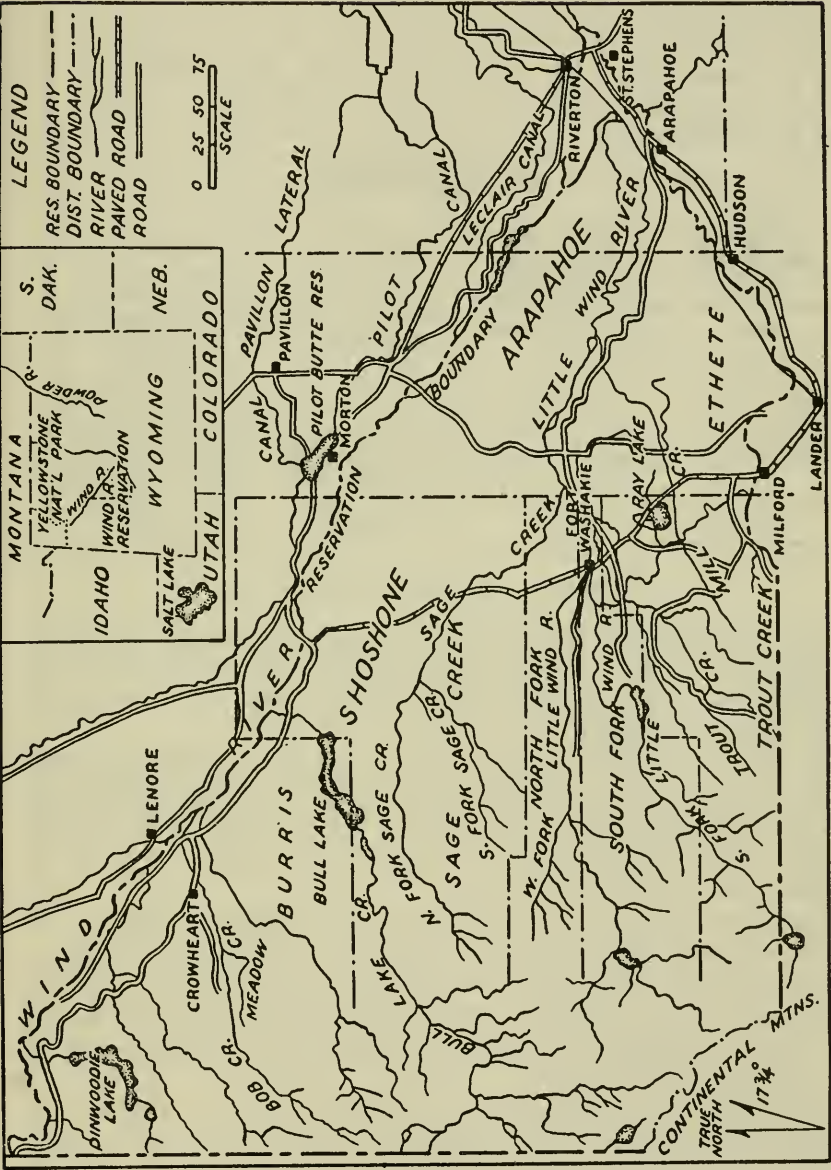 LEGEND
RES. BOUNDARY
DIST. BOUNDARY
RIVER
PAVED ROAD
ROAD
0 25 50 75
SCALE
MONTANA
S.
DAK.
YELLOWSTONE
NAT'L PARK
POWDER R.
WIND R.
WIND R.
RESERVATION
WYOMING
NEB.
IDAHO
SALT LAKE
UTAH
COLORADO
PAVILLON LATERAL
PAVILLON
CANAL
PILOT BUTTE RES.
MORTON
PILOT CANAL
LECLAIR CANAL
RIVERTON
ST. STEPHENS
ARAPAHOE
HUDSON
LANDER
MILFORD
RESERVATION BOUNDARY
ARAPAHOE
LITTLE WIND RIVER
ETHETE
RAY LAKE
FORT
WASHAKIE
MILL CR.
TROUT CREEK
TROUT CR.
SHOSHONE
SAGE CREEK
SAGE CREEK
N. FORK SAGE CR.
S. FORK SAGE CR.
W. FORK NORTH FORK
LITTLE WIND R.
SOUTH FORK
LITTLE WIND R.
S. FORK
WIND RIVER
LENORE
CROWHEART
BURRIS
BULL LAKE
BULL LAKE CR.
MEADOW CR.
BOB CR.
DINWOODIE
LAKE
CONTINENTAL MTNS.
TRUE
NORTH
17 3/4°